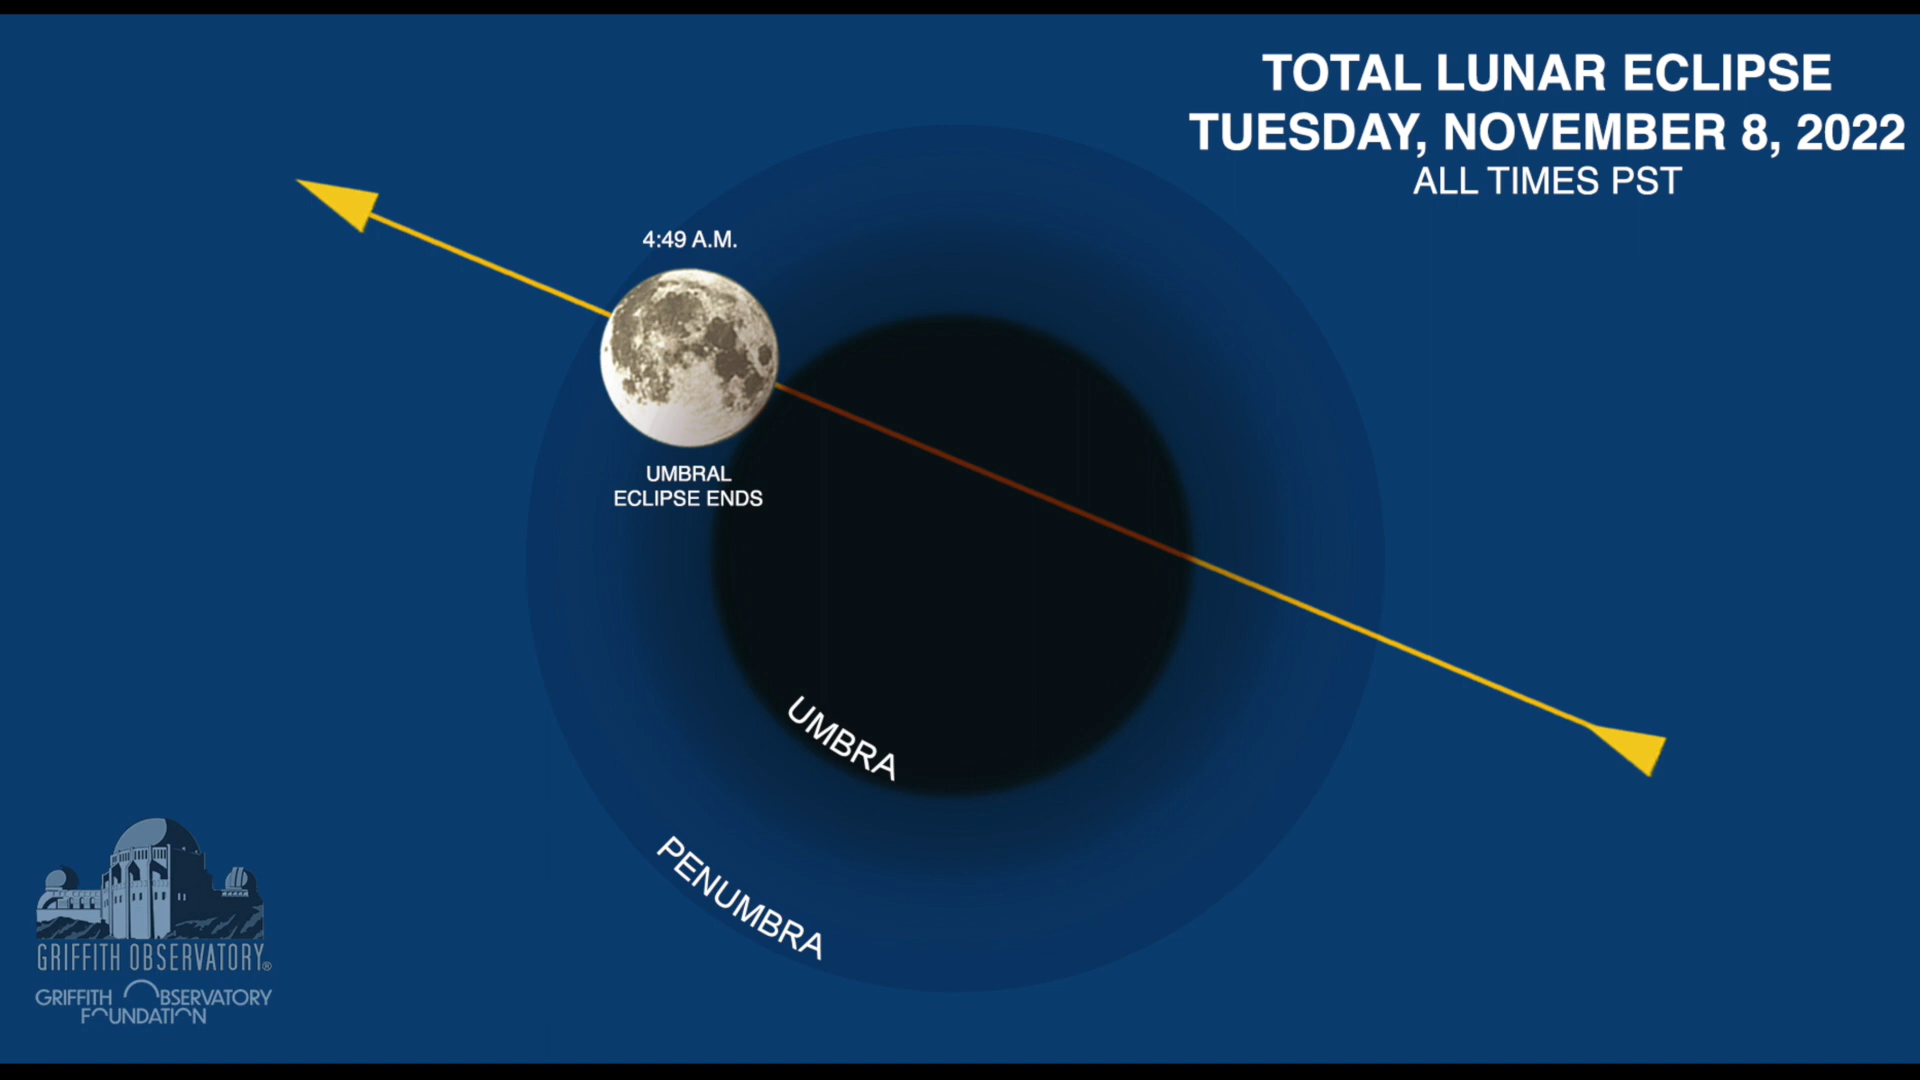 TOTAL LUNAR ECLIPSE
TUESDAY, NOVEMBER 8, 2022
ALL TIMES PST
4:49 A.M.
UMBRAL
ECLIPSE ENDS
UMBRA
PENUMBRA
GRIFFITH OBSERVATORY®
GRIFFITH OBSERVATORY
FOUNDATION